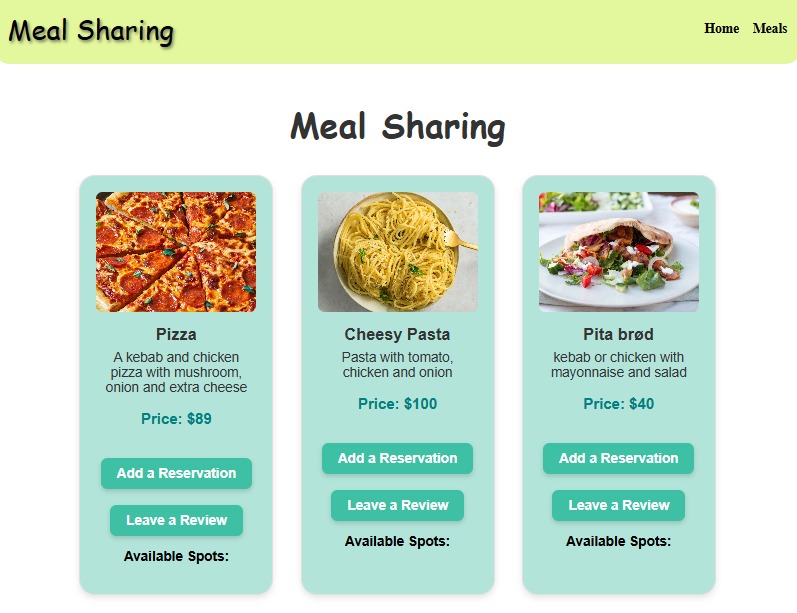 Meal Sharing
Home Meals
Meal Sharing
Pizza
A kebab and chicken
pizza with mushroom,
onion and extra cheese
Price: $89
Add a Reservation
Leave a Review
Available Spots:
Cheesy Pasta
Pasta with tomato,
chicken and onion
Price: $100
Add a Reservation
Leave a Review
Available Spots:
Pita brød
kebab or chicken with
mayonnaise and salad
Price: $40
Add a Reservation
Leave a Review
Available Spots: